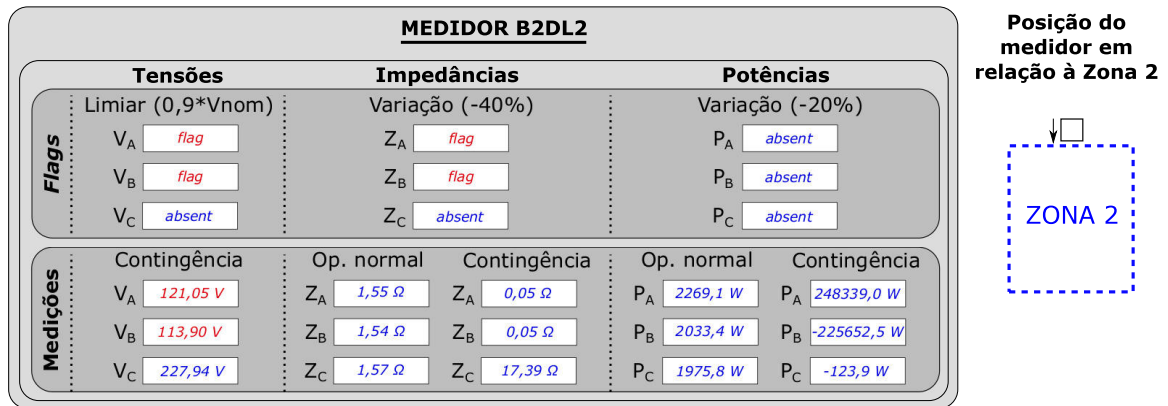 MEDIDOR B2DL2
Posição do
medidor em
relação à Zona 2
Tensões Impedâncias Potências
Flags
Limiar (0,9*Vnom) Variação (-40%) Variação (-20%)
VA flag ZA flag PA absent
VB flag ZB flag PB absent
VC absent ZC absent PC absent
ZONA 2
Medições
Contingência Op. normal Contingência Op. normal Contingência
VA 121,05 V ZA 1,55 Ω ZA 0,05 Ω PA 2269,1 W PA 248339,0 W
VB 113,90 V ZB 1,54 Ω ZB 0,05 Ω PB 2033,4 W PB -225652,5 W
VC 227,94 V ZC 1,57 Ω ZC 17,39 Ω PC 1975,8 W PC -123,9 W